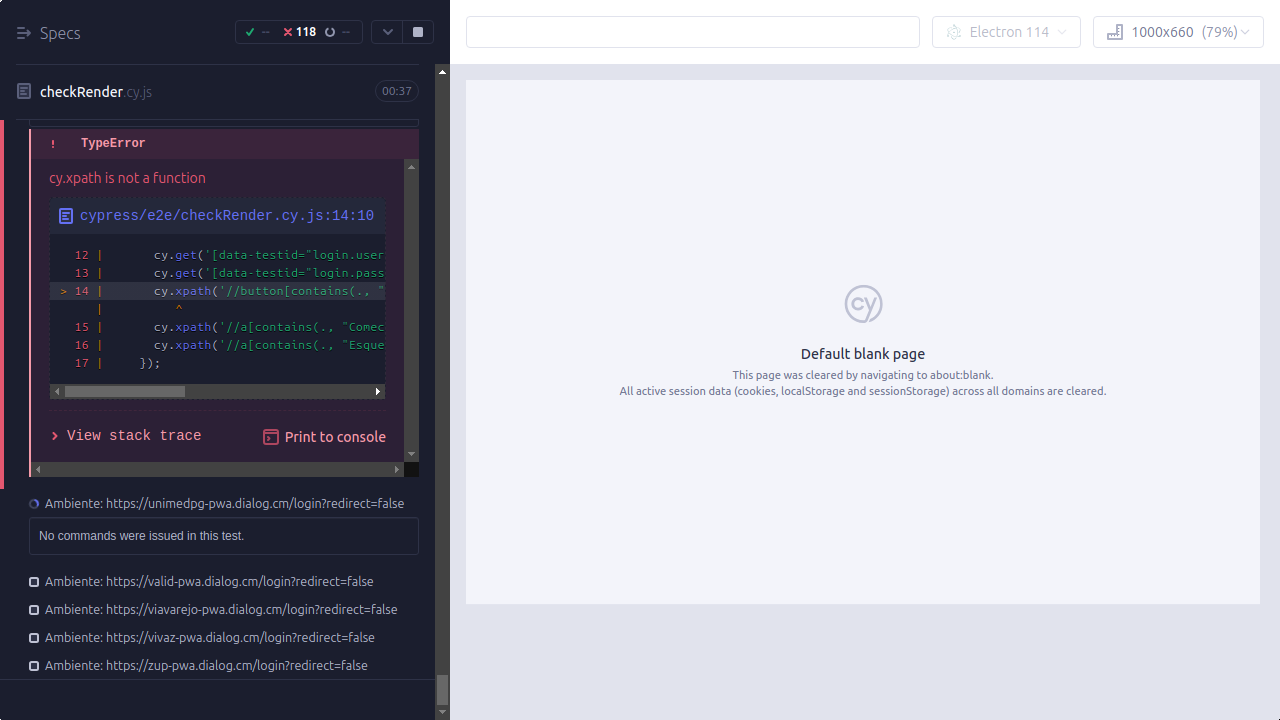 Specs
--
118
--
Electron 114
1000x660 (79%)
checkRender.cy.js
00:37
! TypeError
cy.xpath is not a function
cypress/e2e/checkRender.cy.js:14:10
12 | cy.get('[data-testid="login.user
13 | cy.get('[data-testid="login.pass
> 14 | cy.xpath('//button[contains(., "
| ^
15 | cy.xpath('//a[contains(., "Comec
16 | cy.xpath('//a[contains(., "Esque
17 | });
View stack trace
Print to console
Ambiente: https://unimedpg-pwa.dialog.cm/login?redirect=false
No commands were issued in this test.
Ambiente: https://valid-pwa.dialog.cm/login?redirect=false
Ambiente: https://viavarejo-pwa.dialog.cm/login?redirect=false
Ambiente: https://vivaz-pwa.dialog.cm/login?redirect=false
Ambiente: https://zup-pwa.dialog.cm/login?redirect=false
cy
Default blank page
This page was cleared by navigating to about:blank.
All active session data (cookies, localStorage and sessionStorage) across all domains are cleared.